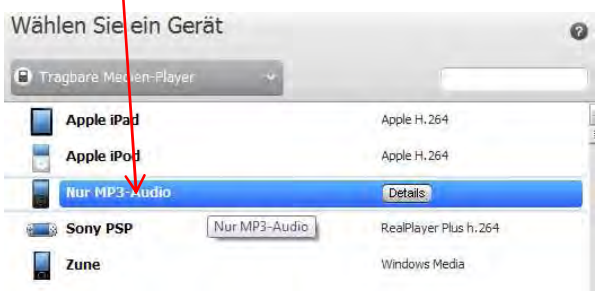 Wählen Sie ein Gerät
Tragbare Medien-Player
Apple iPad Apple H.264
Apple iPod Apple H.264
Nur MP3-Audio Details
Sony PSP Nur MP3-Audio RealPlayer Plus h.264
Zune Windows Media